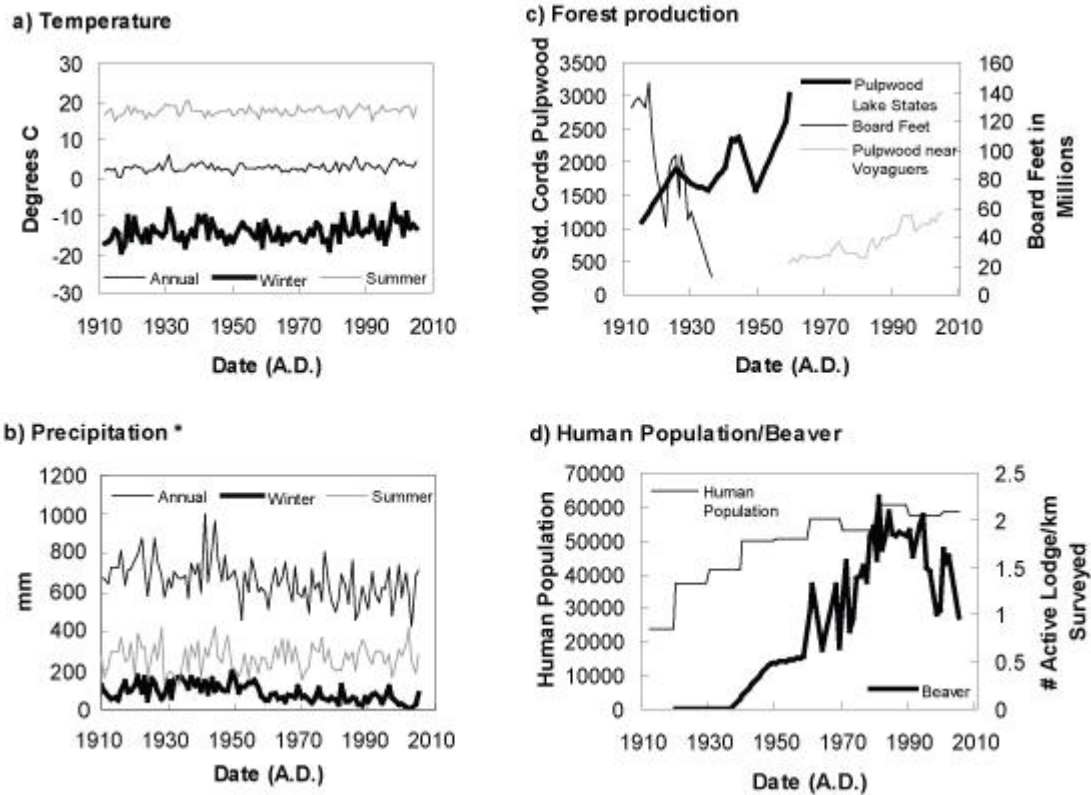 a) Temperature
30
20
10
0
-10
-20
-30
Degrees C
Annual Winter Summer
1910 1930 1950 1970 1990 2010
Date (A.D.)
b) Precipitation *
1200
1000
800
600
400
200
0
mm
Annual Winter Summer
1910 1930 1950 1970 1990 2010
Date (A.D.)
c) Forest production
3500
3000
2500
2000
1500
1000
500
0
1000 Std. Cords Pulpwood
160
140
120
100
80
60
40
20
0
Board Feet in
Millions
Pulpwood
Lake States
Board Feet
Pulpwood near
Voyaguers
1910 1930 1950 1970 1990 2010
Date (A.D.)
d) Human Population/Beaver
70000
60000
50000
40000
30000
20000
10000
0
Human Population
2.5
2
1.5
1
0.5
0
# Active Lodge/km
Surveyed
Human
Population
Beaver
1910 1930 1950 1970 1990 2010
Date (A.D.)